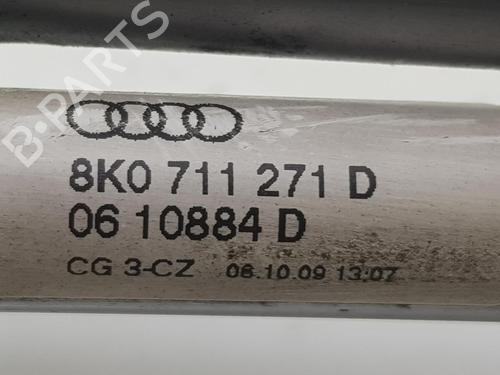 B-PARTS
8K0 711 271 D
06 10884 D
CG 3-CZ 08.10.09 13:07